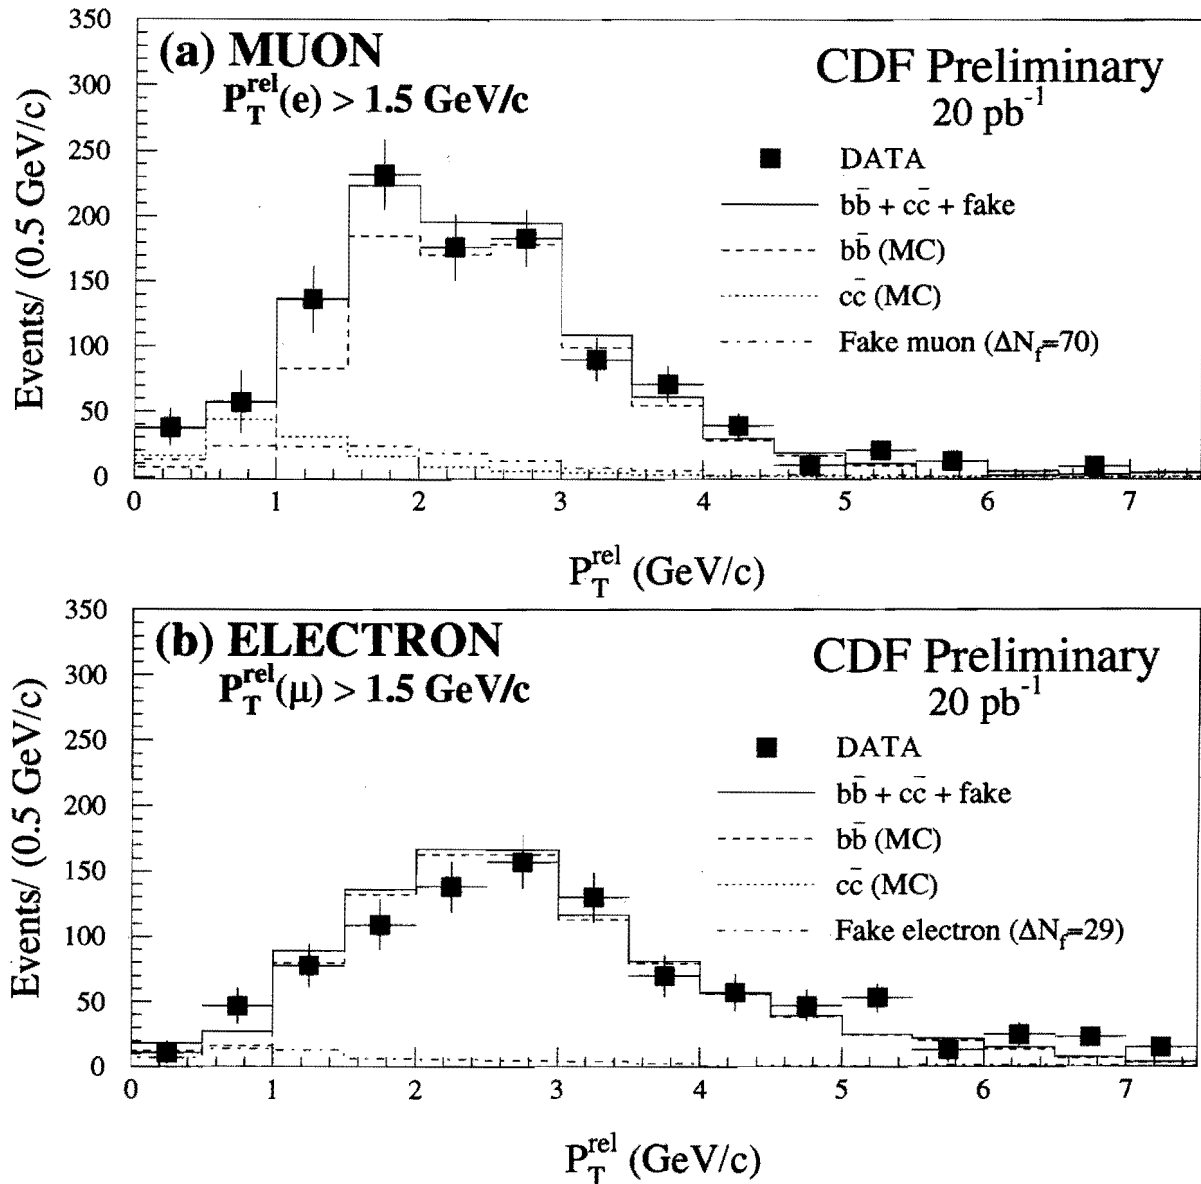 350
300
250
200
150
100
50
0
Events/ (0.5 GeV/c)
(a) MUON
P_T^rel(e) > 1.5 GeV/c
CDF Preliminary
20 pb⁻¹
DATA
bb̄ + cc̄ + fake
bb̄ (MC)
cc̄ (MC)
Fake muon (ΔN_f=70)
0 1 2 3 4 5 6 7
P_T^rel (GeV/c)
350
300
250
200
150
100
50
0
Events/ (0.5 GeV/c)
(b) ELECTRON
P_T^rel(μ) > 1.5 GeV/c
CDF Preliminary
20 pb⁻¹
DATA
bb̄ + cc̄ + fake
bb̄ (MC)
cc̄ (MC)
Fake electron (ΔN_f=29)
0 1 2 3 4 5 6 7
P_T^rel (GeV/c)